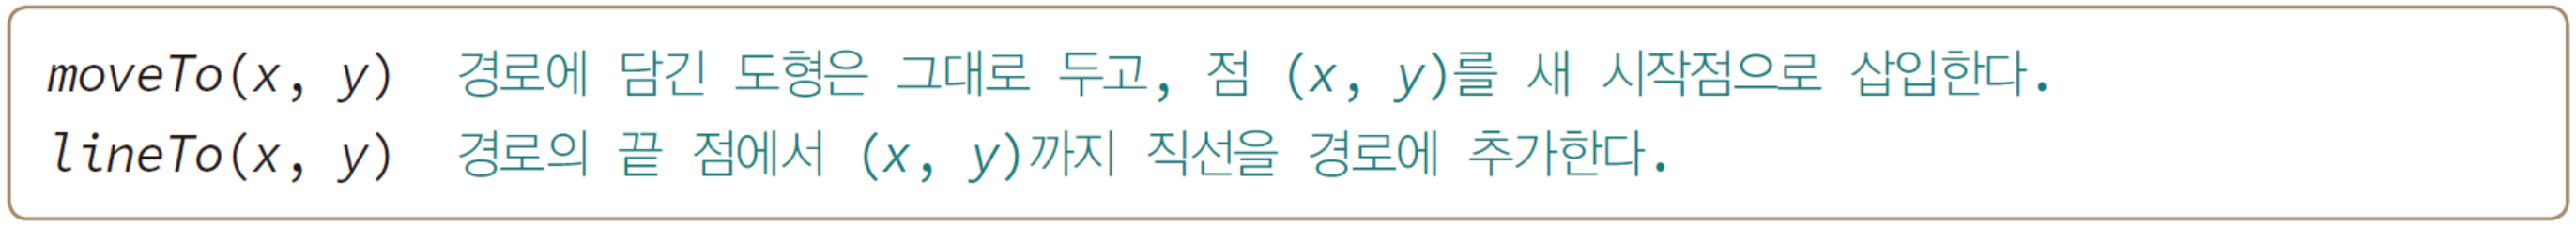 moveTo(x, y) 경로에 담긴 도형은 그대로 두고, 점 (x, y)를 새 시작점으로 삽입한다.
lineTo(x, y) 경로의 끝 점에서 (x, y)까지 직선을 경로에 추가한다.